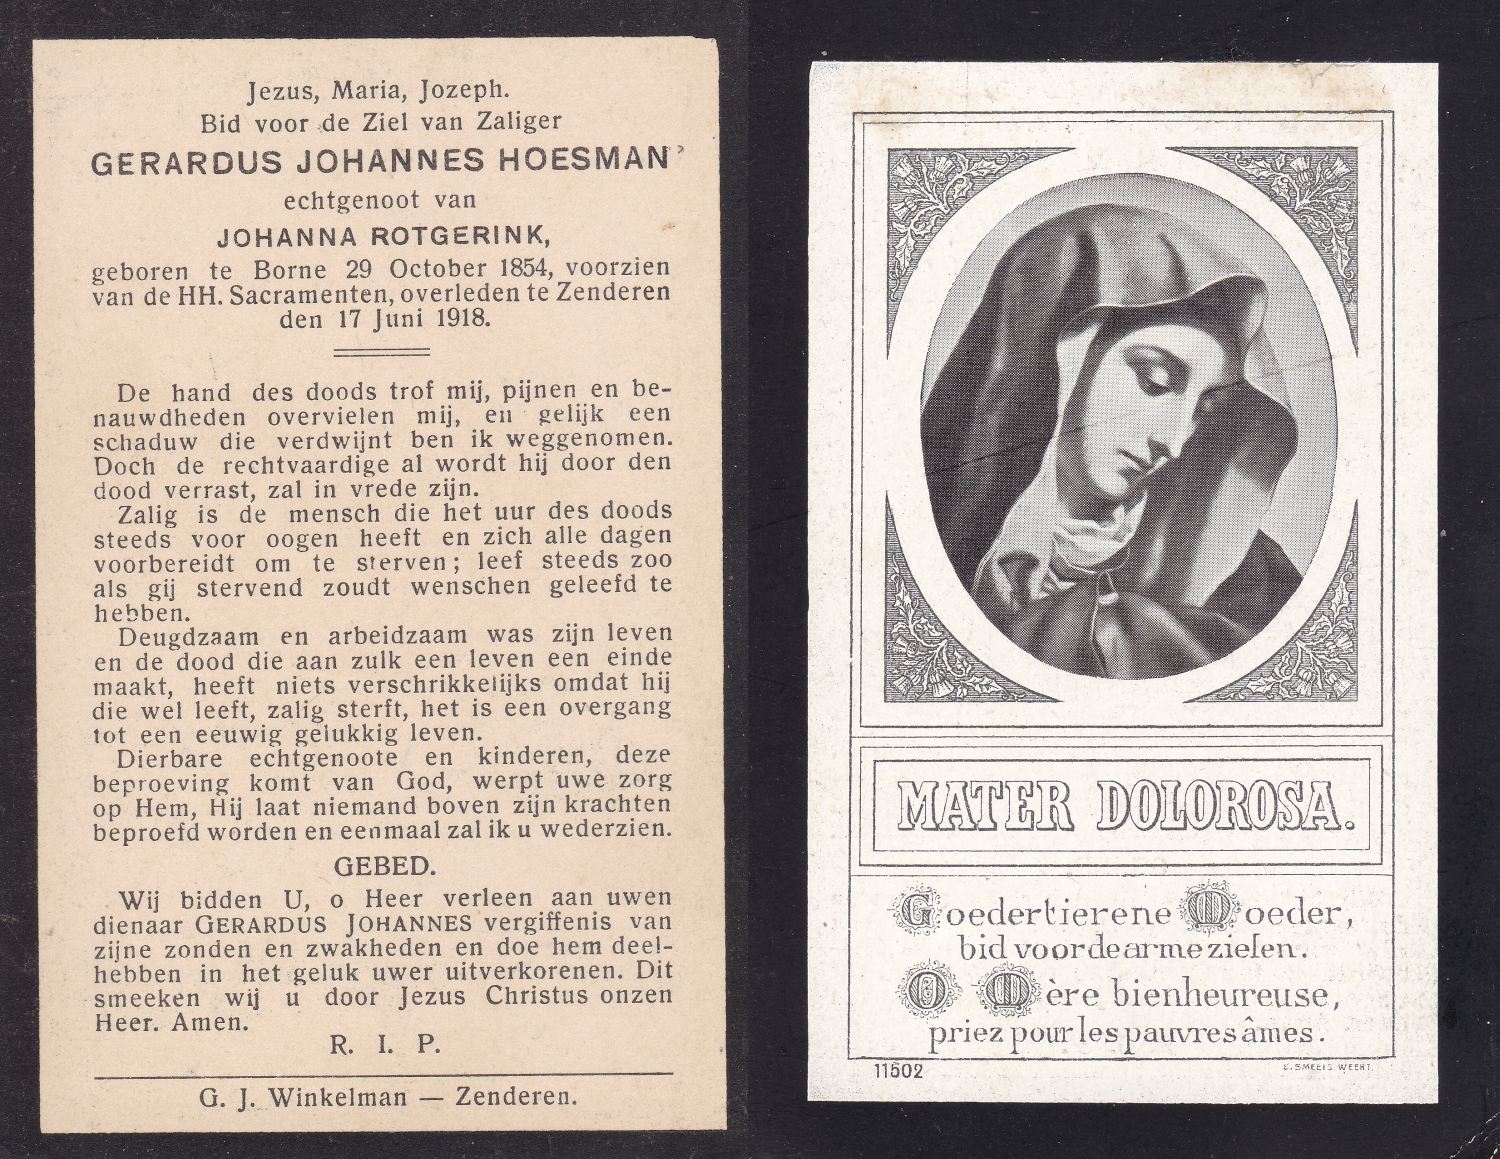 Jezus, Maria, Jozeph.
Bid voor de Ziel van Zaliger
GERARDUS JOHANNES HOESMAN
echtgenoot van
JOHANNA ROTGERINK,
geboren te Borne 29 October 1854, voorzien
van de HH. Sacramenten, overleden te Zenderen
den 17 Juni 1918.
De hand des doods trof mij, pijnen en be-
nauwdheden overvielen mij, en gelijk een
schaduw die verdwijnt ben ik weggenomen.
Doch de rechtvaardige al wordt hij door den
dood verrast, zal in vrede zijn.
Zalig is de mensch die het uur des doods
steeds voor oogen heeft en zich alle dagen
voorbereidt om te sterven; leef steeds zoo
als gij stervend zoudt wenschen geleefd te
hebben.
Deugdzaam en arbeidzaam was zijn leven
en de dood die aan zulk een leven een einde
maakt, heeft niets verschrikkelijks omdat hij
die wel leeft, zalig sterft, het is een overgang
tot een eeuwig gelukkig leven.
Dierbare echtgenoote en kinderen, deze
beproeving komt van God, werpt uwe zorg
op Hem, Hij laat niemand boven zijn krachten
beproefd worden en eenmaal zal ik u wederzien.
GEBED.
Wij bidden U, o Heer verleen aan uwen
dienaar GERARDUS JOHANNES vergiffenis van
zijne zonden en zwakheden en doe hem deel-
hebben in het geluk uwer uitverkorenen. Dit
smeeken wij u door Jezus Christus onzen
Heer. Amen.
R. I. P.
G. J. Winkelman — Zenderen.
MATER DOLOROSA.
Goedertierene Moeder,
bid voor de arme zielen.
O Mère bienheureuse,
priez pour les pauvres âmes.
11502
E. SMEETS WEERT.